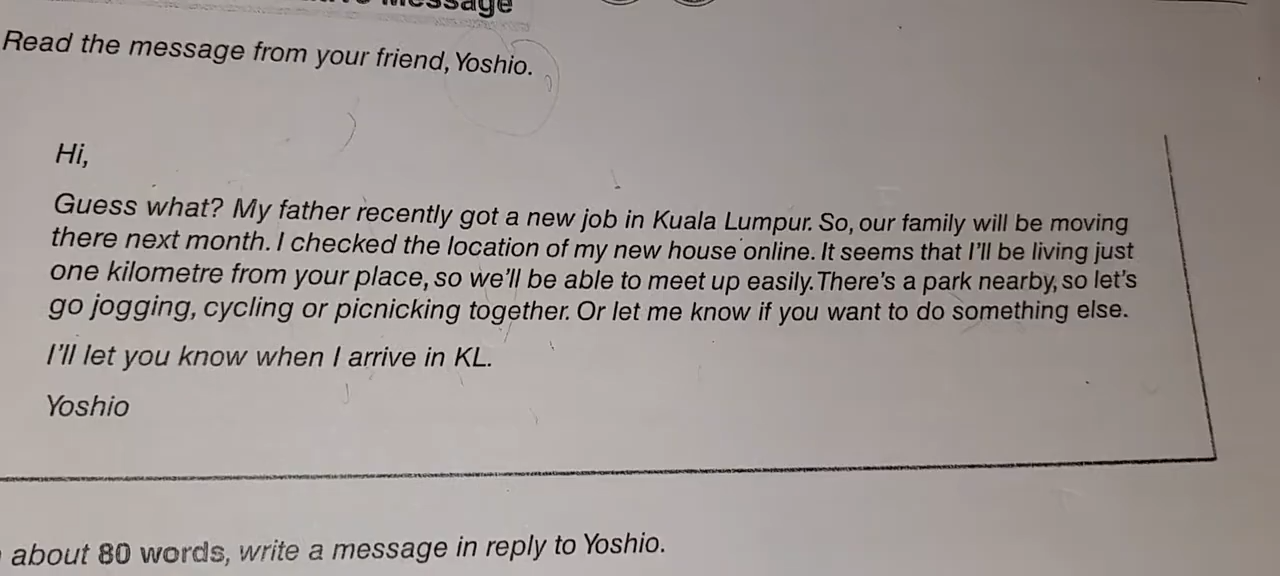 Message
Read the message from your friend, Yoshio.
Hi,
Guess what? My father recently got a new job in Kuala Lumpur. So, our family will be moving
there next month. I checked the location of my new house online. It seems that I'll be living just
one kilometre from your place, so we'll be able to meet up easily. There's a park nearby, so let's
go jogging, cycling or picnicking together. Or let me know if you want to do something else.
I'll let you know when I arrive in KL.
Yoshio
about 80 words, write a message in reply to Yoshio.